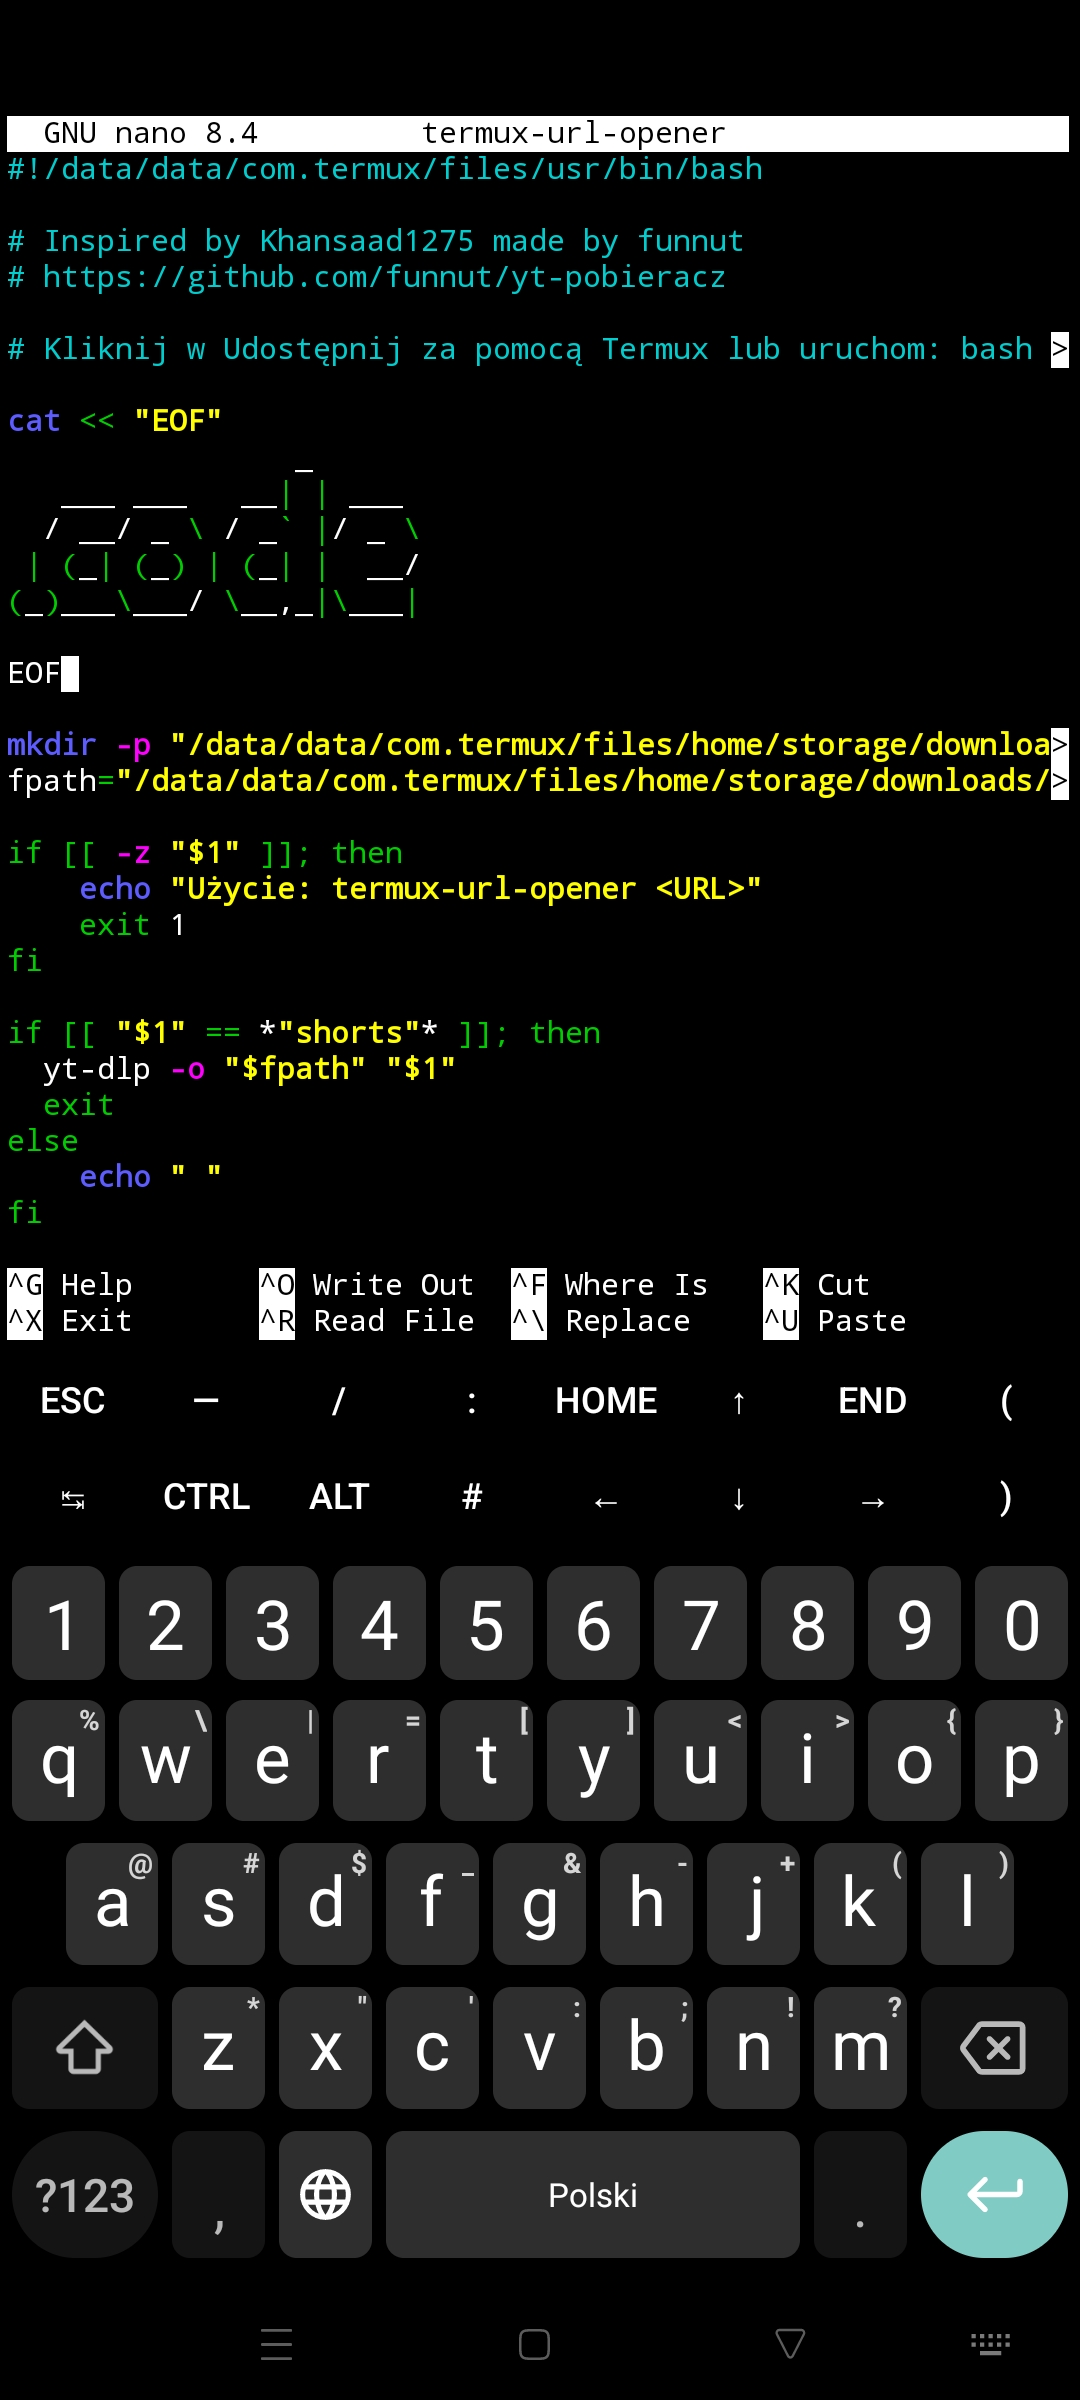 GNU nano 8.4 termux-url-opener
#!/data/data/com.termux/files/usr/bin/bash
# Inspired by Khansaad1275 made by funnut
# https://github.com/funnut/yt-pobieracz
# Kliknij w Udostępnij za pomocą Termux lub uruchom: bash >
cat << "EOF"
                _
   ___ ___   __| | ___
  / __/ _ \ / _` |/ _ \
 | (_| (_) | (_| |  __/
(_)___\___/ \__,_|\___|
EOF
mkdir -p "/data/data/com.termux/files/home/storage/downloa>
fpath="/data/data/com.termux/files/home/storage/downloads/>
if [[ -z "$1" ]]; then
    echo "Użycie: termux-url-opener <URL>"
    exit 1
fi
if [[ "$1" == *"shorts"* ]]; then
  yt-dlp -o "$fpath" "$1"
  exit
else
    echo " "
fi
^G Help ^O Write Out ^F Where Is ^K Cut
^X Exit ^R Read File ^\ Replace ^U Paste
ESC — / : HOME ↑ END (
↹ CTRL ALT # ← ↓ → )
1 2 3 4 5 6 7 8 9 0
% \ | = [ ] < > { }
q w e r t y u i o p
@ # $ _ & - + ( )
a s d f g h j k l
* " ' : ; ! ?
z x c v b n m
?123 , Polski .